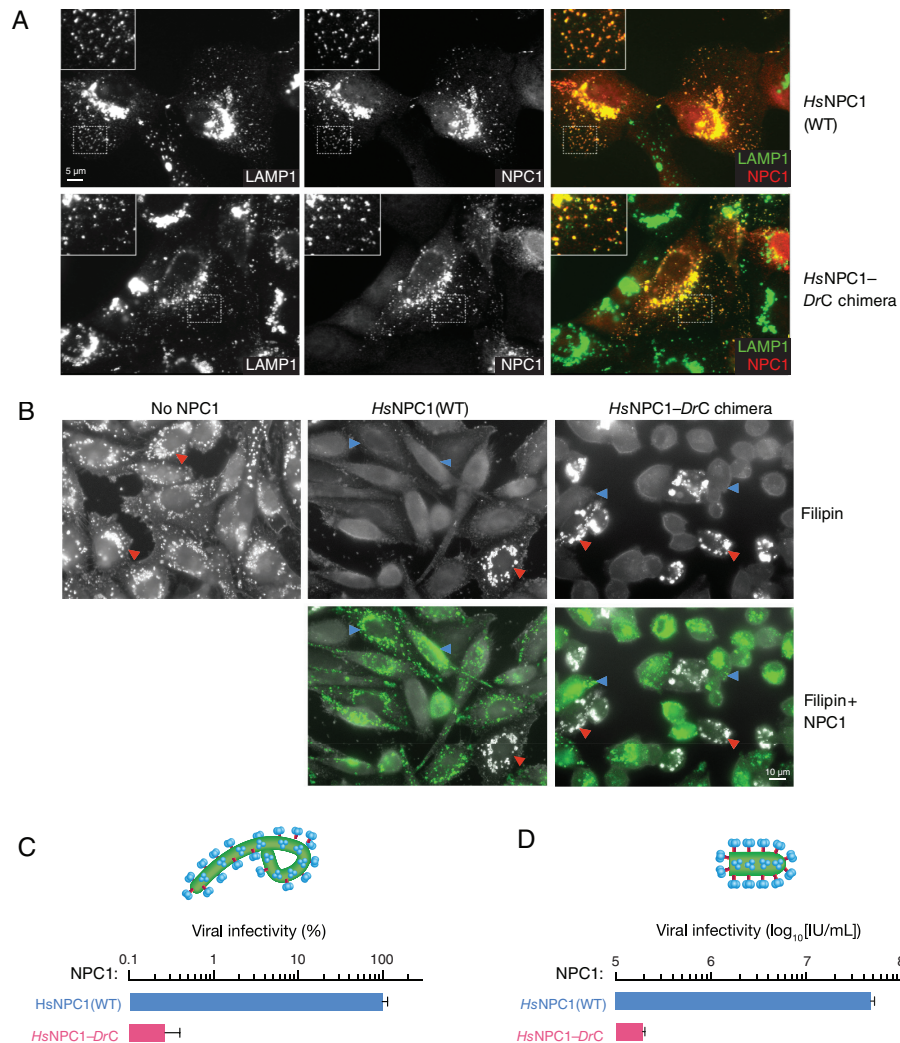 A
HsNPC1
(WT)
LAMP1
NPC1
LAMP1
NPC1
5 µm
HsNPC1–
DrC chimera
LAMP1
NPC1
LAMP1
NPC1
B
No NPC1
HsNPC1(WT)
HsNPC1–DrC chimera
Filipin
Filipin+
NPC1
10 µm
C
Viral infectivity (%)
NPC1:
0.1 1 10 100
HsNPC1(WT)
HsNPC1–DrC
D
Viral infectivity (log10[IU/mL])
NPC1:
5 6 7 8
HsNPC1(WT)
HsNPC1–DrC